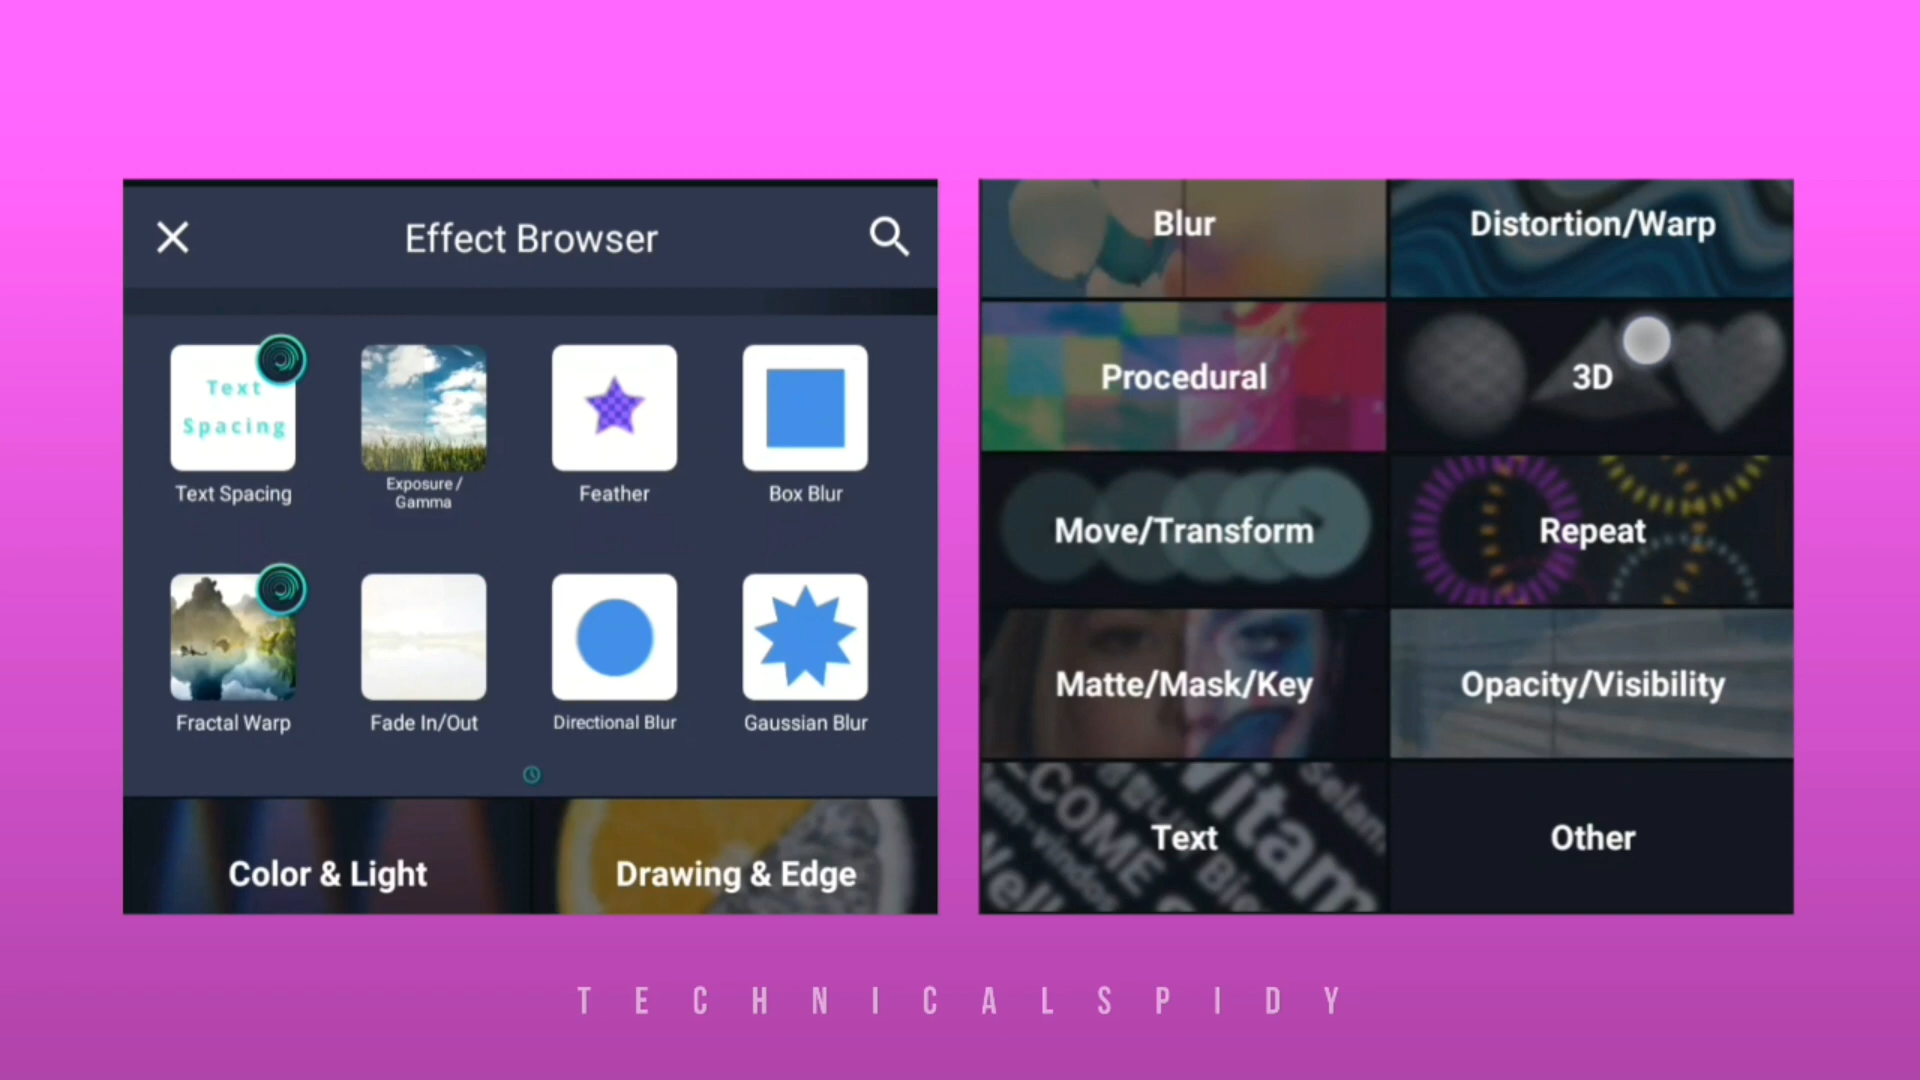 Effect Browser
Text
Spacing
Text Spacing
Exposure /
Gamma
Feather
Box Blur
Fractal Warp
Fade In/Out
Directional Blur
Gaussian Blur
Color & Light
Drawing & Edge
Blur
Distortion/Warp
Procedural
3D
Move/Transform
Repeat
Matte/Mask/Key
Opacity/Visibility
Text
Other
TECHNICALSPIDY